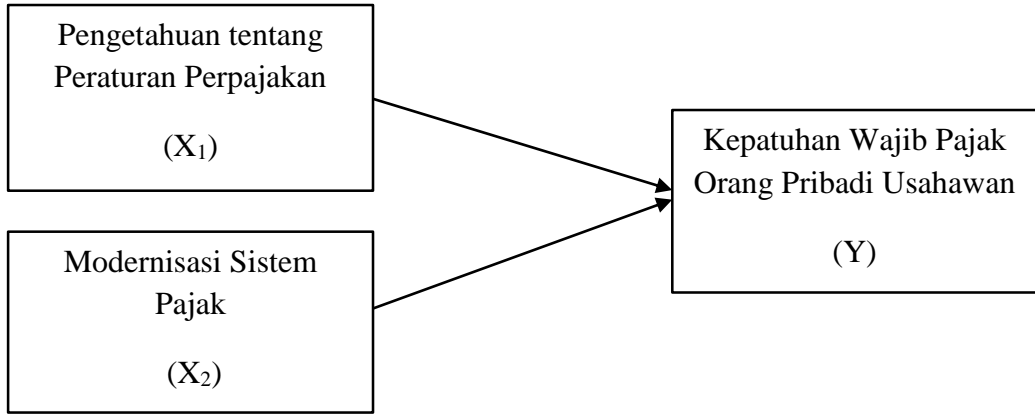 Pengetahuan tentang
Peraturan Perpajakan
(X₁)
Modernisasi Sistem
Pajak
(X₂)
Kepatuhan Wajib Pajak
Orang Pribadi Usahawan
(Y)